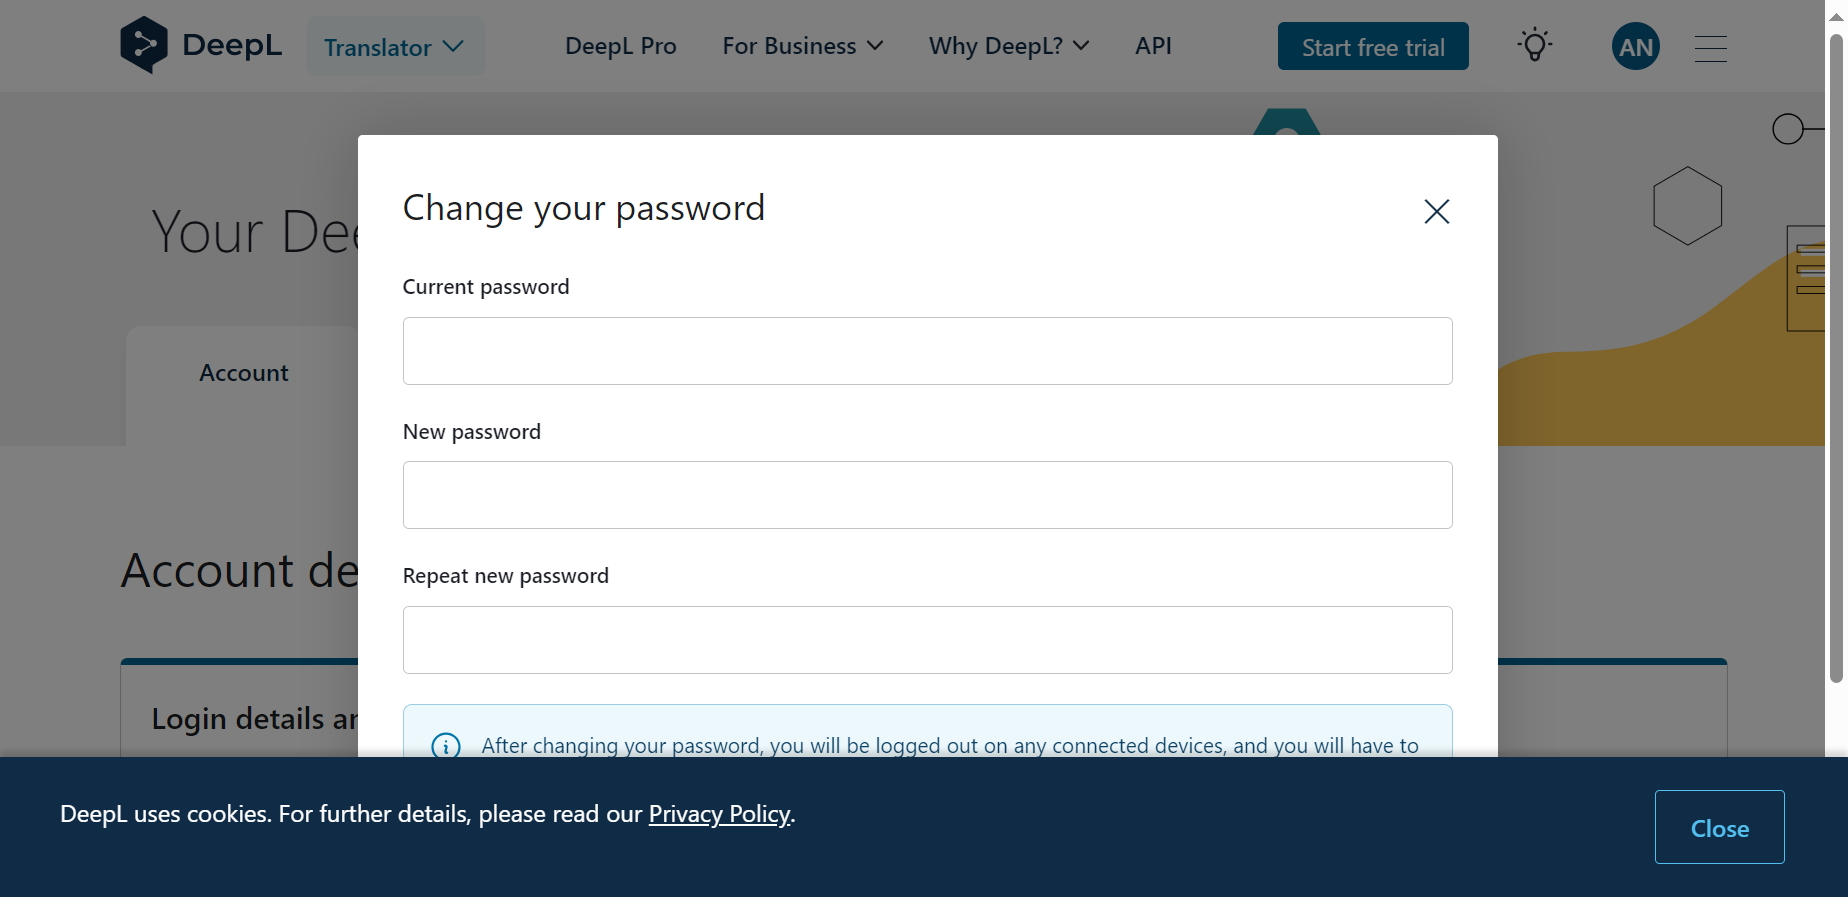 DeepL
Translator
DeepL Pro
For Business
Why DeepL?
API
Start free trial
AN
Your Dee
Account
Account de
Login details an
Change your password
Current password
New password
Repeat new password
After changing your password, you will be logged out on any connected devices, and you will have to
DeepL uses cookies. For further details, please read our Privacy Policy.
Close